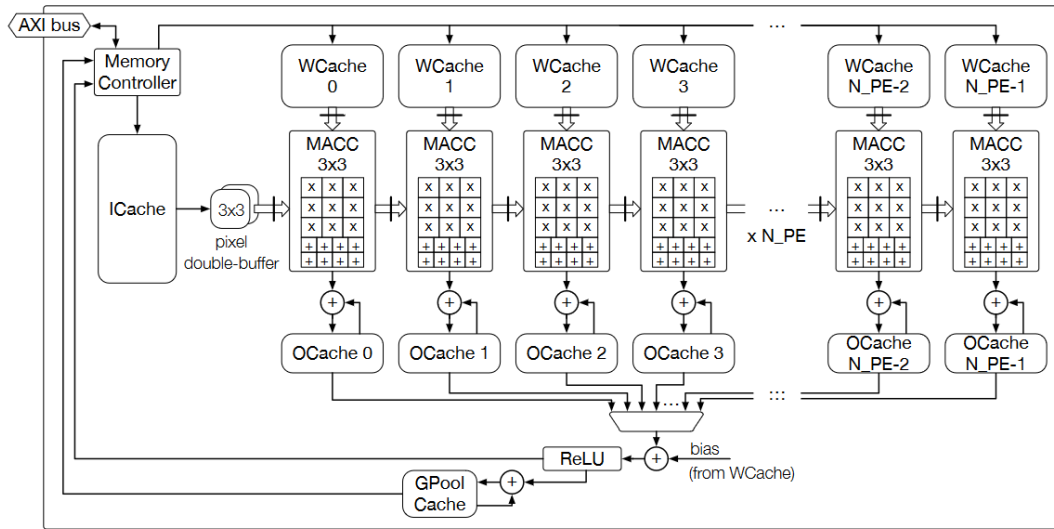 AXI bus
Memory
Controller
ICache
3x3
pixel
double-buffer
WCache
0
WCache
1
WCache
2
WCache
3
...
WCache
N_PE-2
WCache
N_PE-1
MACC
3x3
x x x
x x x
x x x
+ + + +
+ + + +
MACC
3x3
x x x
x x x
x x x
+ + + +
+ + + +
MACC
3x3
x x x
x x x
x x x
+ + + +
+ + + +
MACC
3x3
x x x
x x x
x x x
+ + + +
+ + + +
...
x N_PE
MACC
3x3
x x x
x x x
x x x
+ + + +
+ + + +
MACC
3x3
x x x
x x x
x x x
+ + + +
+ + + +
+ + + + + +
OCache 0
OCache 1
OCache 2
OCache 3
OCache
N_PE-2
OCache
N_PE-1
...
...
ReLU
+
bias
(from WCache)
GPool
Cache
+